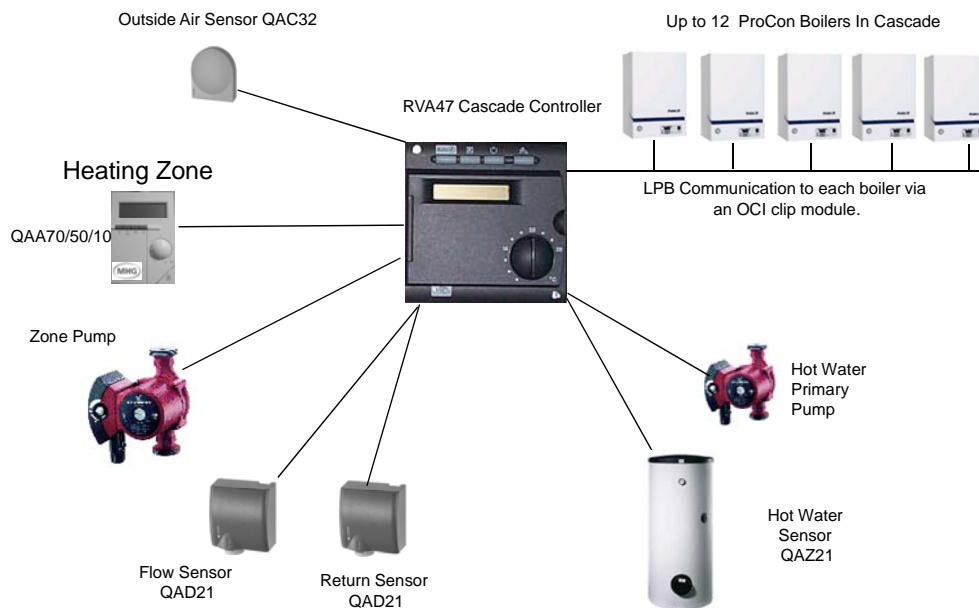 Outside Air Sensor QAC32
Up to 12 ProCon Boilers In Cascade
RVA47 Cascade Controller
Heating Zone
QAA70/50/10
MHG
LPB Communication to each boiler via
an OCI clip module.
Zone Pump
Hot Water
Primary
Pump
Hot Water
Sensor
QAZ21
Flow Sensor
QAD21
Return Sensor
QAD21